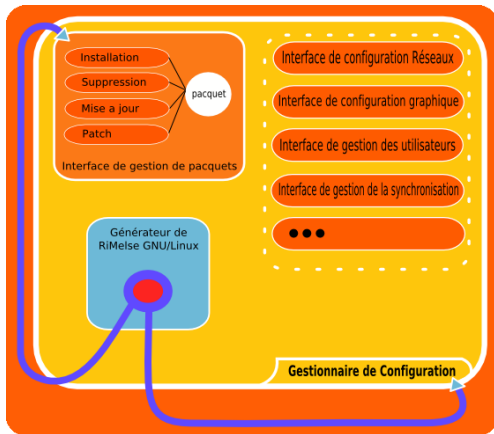 Installation
Suppression
Mise a jour
Patch
pacquet
Interface de gestion de pacquets
Interface de configuration Réseaux
Interface de configuration graphique
Interface de gestion des utilisateurs
Interface de gestion de la synchronisation
Générateur de
RiMelse GNU/Linux
Gestionnaire de Configuration